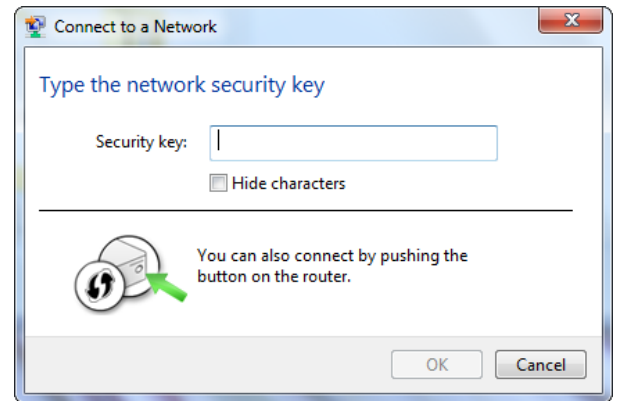 Connect to a Network
Type the network security key
Security key:
Hide characters
You can also connect by pushing the
button on the router.
OK Cancel